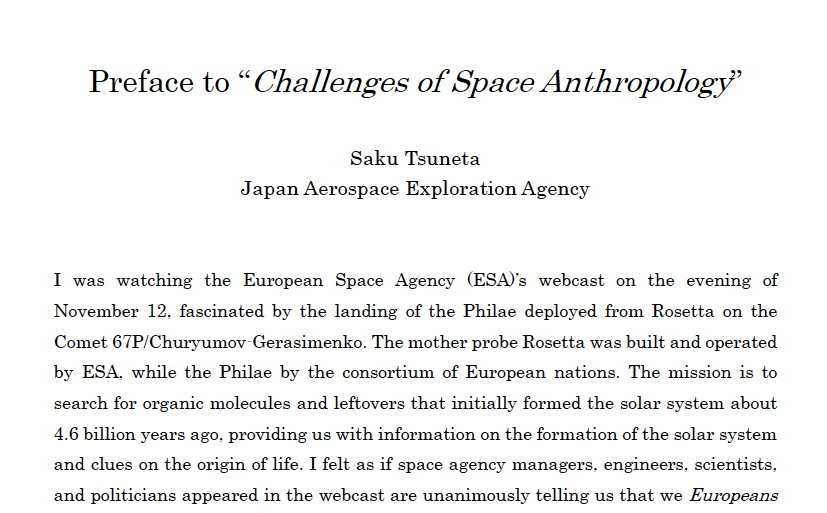 Preface to “Challenges of Space Anthropology”
Saku Tsuneta
Japan Aerospace Exploration Agency
I was watching the European Space Agency (ESA)’s webcast on the evening of
November 12, fascinated by the landing of the Philae deployed from Rosetta on the
Comet 67P/Churyumov-Gerasimenko. The mother probe Rosetta was built and operated
by ESA, while the Philae by the consortium of European nations. The mission is to
search for organic molecules and leftovers that initially formed the solar system about
4.6 billion years ago, providing us with information on the formation of the solar system
and clues on the origin of life. I felt as if space agency managers, engineers, scientists,
and politicians appeared in the webcast are unanimously telling us that we Europeans